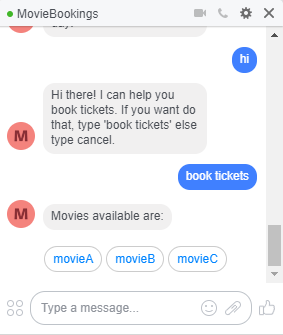 MovieBookings
hi
Hi there! I can help you
book tickets. If you want do
that, type 'book tickets' else
type cancel.
M
book tickets
M
Movies available are:
movieA movieB movieC
Type a message...